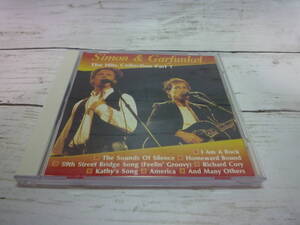 Simon & Garfunkel
The Hits Collection Part 1
I Am A Rock
The Sounds Of Silence
Homeward Bound
59th Street Bridge Song (Feelin' Groovy)
Richard Cory
Kathy's Song
America
And Many Others